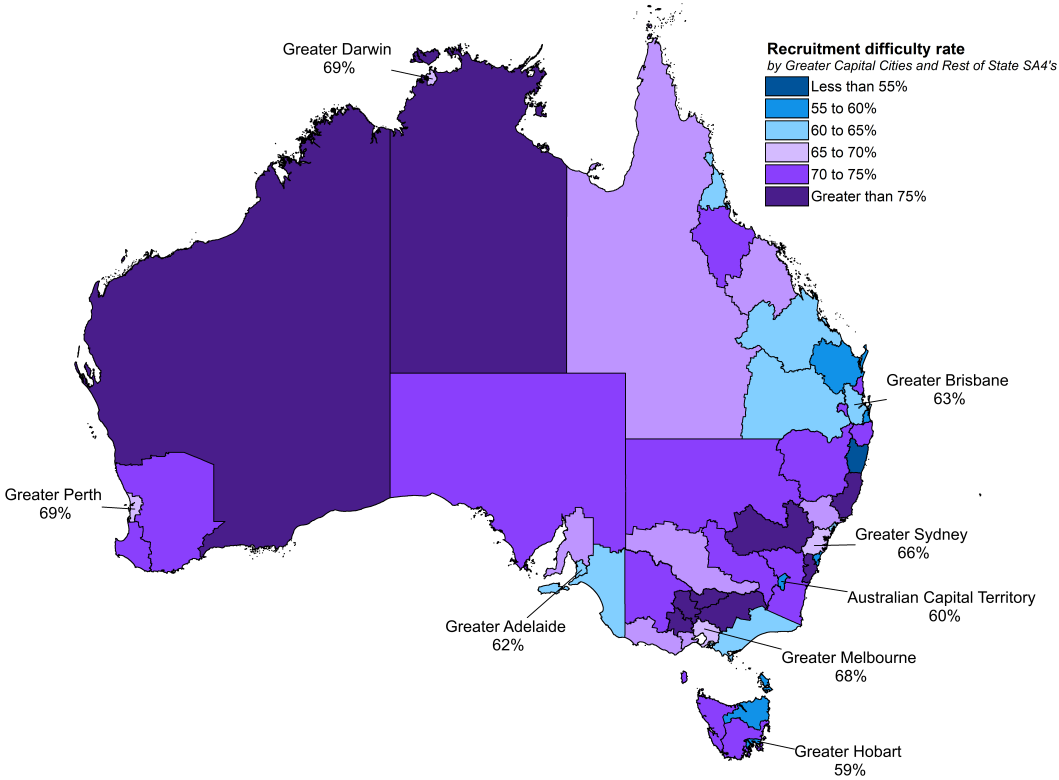 Greater Darwin
69%
Recruitment difficulty rate
by Greater Capital Cities and Rest of State SA4's
Less than 55%
55 to 60%
60 to 65%
65 to 70%
70 to 75%
Greater than 75%
Greater Brisbane
63%
Greater Perth
69%
Greater Sydney
66%
Australian Capital Territory
60%
Greater Adelaide
62%
Greater Melbourne
68%
Greater Hobart
59%